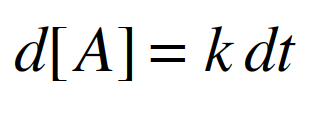 d[A] = k dt